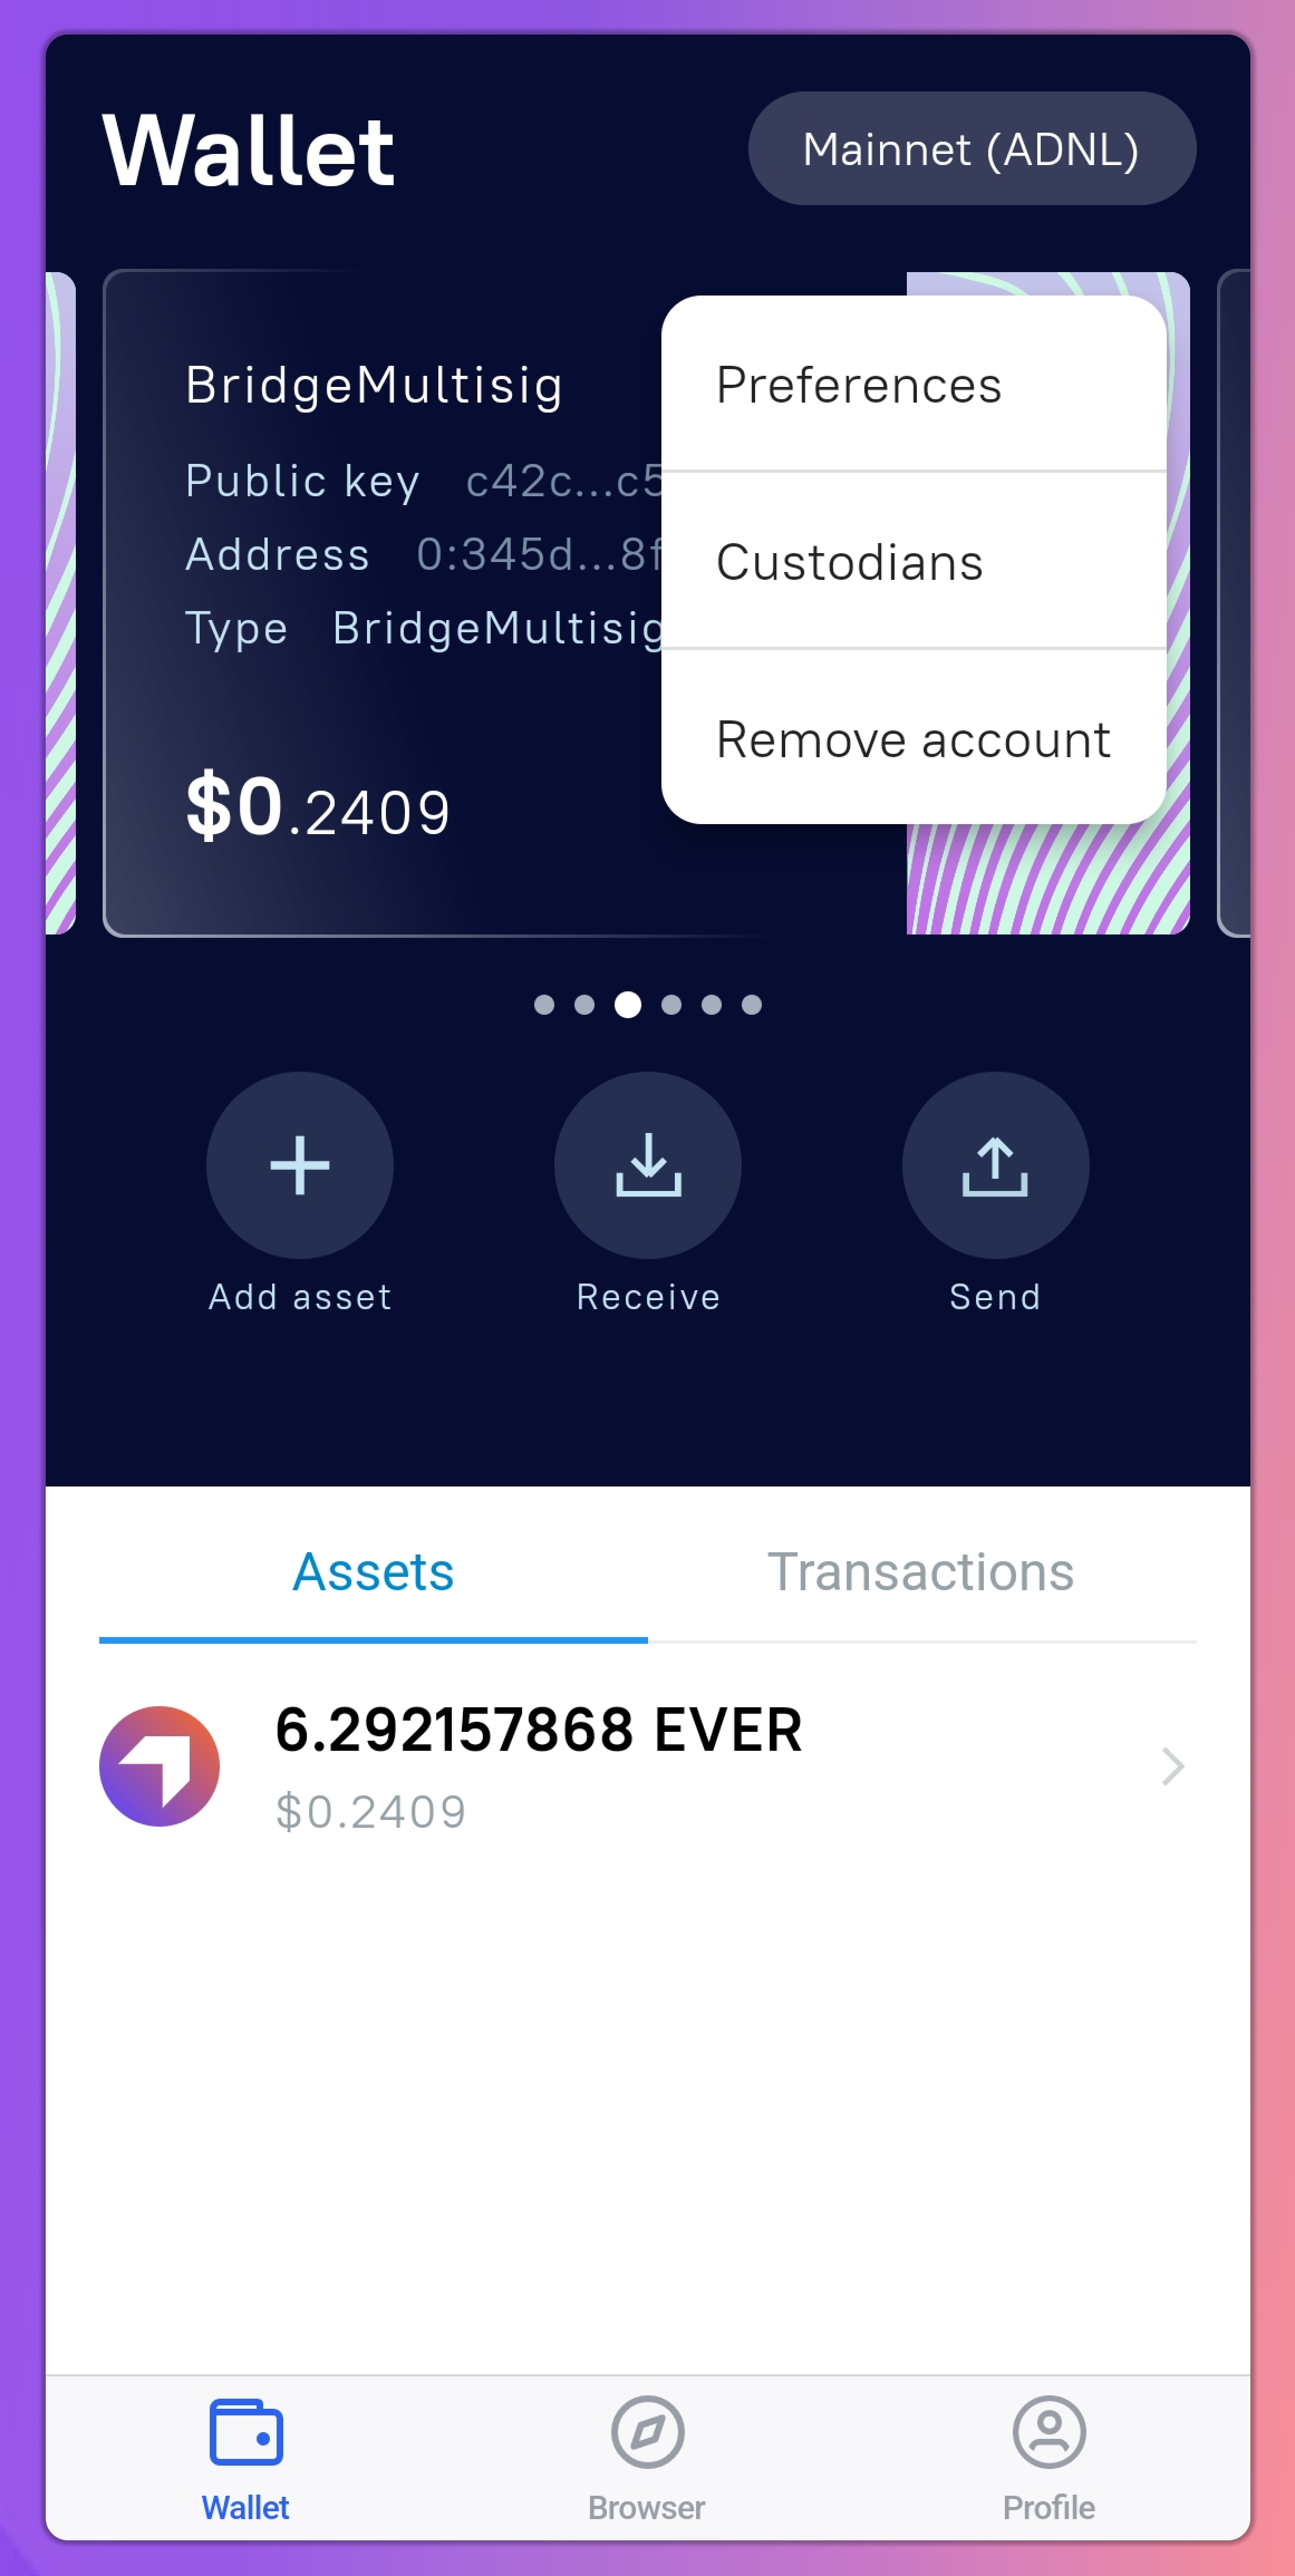 Wallet
Mainnet (ADNL)
BridgeMultisig
Public key c42c...c5
Address 0:345d...8f
Type BridgeMultisig
$0.2409
Preferences
Custodians
Remove account
Add asset
Receive
Send
Assets
Transactions
6.292157868 EVER
$0.2409
Wallet
Browser
Profile